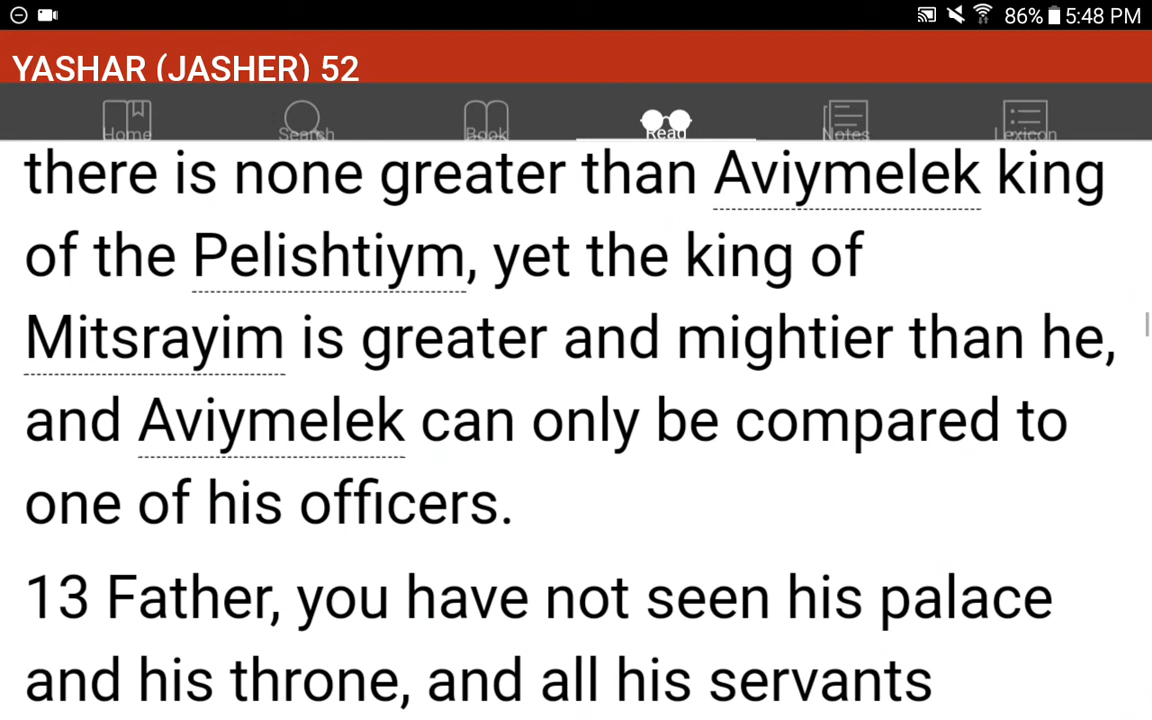 86% 5:48 PM
YASHAR (JASHER) 52
Home Search Book Read Notes Lexicon
there is none greater than Aviymelek king
of the Pelishtiym, yet the king of
Mitsrayim is greater and mightier than he,
and Aviymelek can only be compared to
one of his officers.
13 Father, you have not seen his palace
and his throne, and all his servants